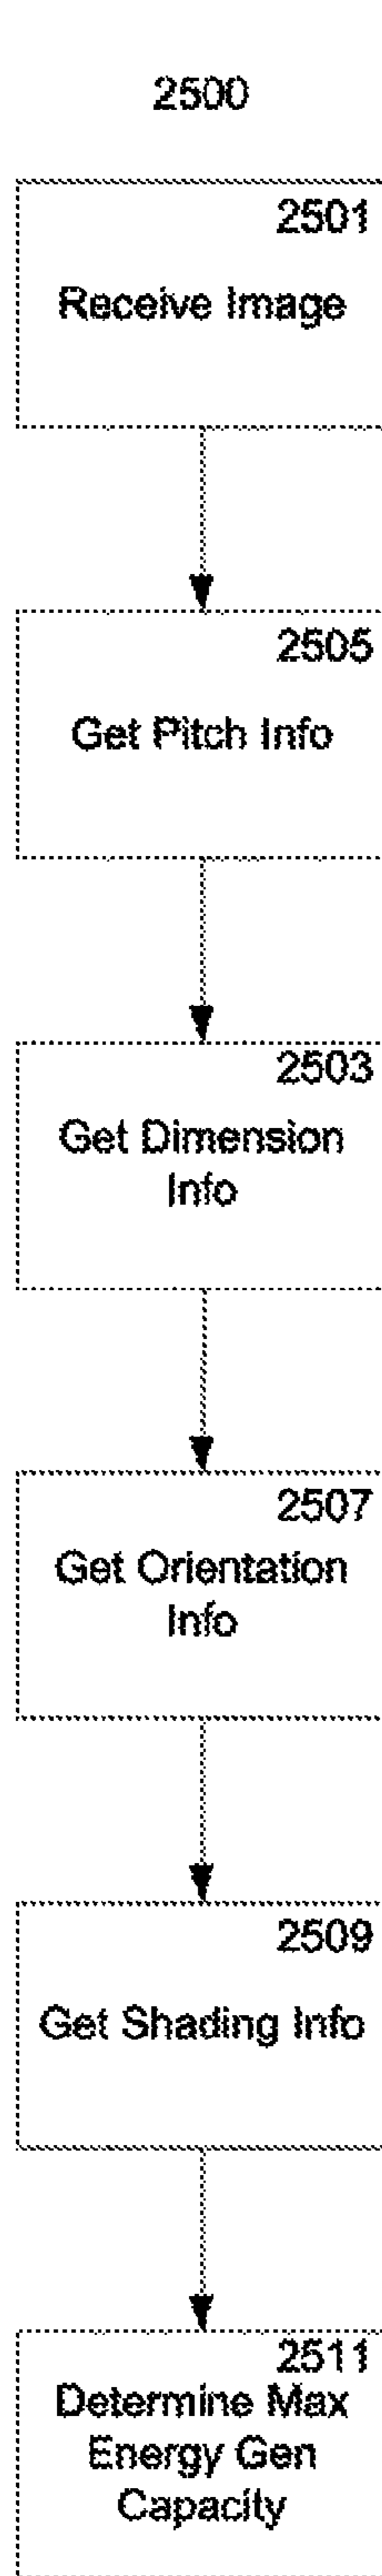 2500
2501
Receive Image
2505
Get Pitch Info
2503
Get Dimension
Info
2507
Get Orientation
Info
2509
Get Shading Info
2511
Determine Max
Energy Gen
Capacity